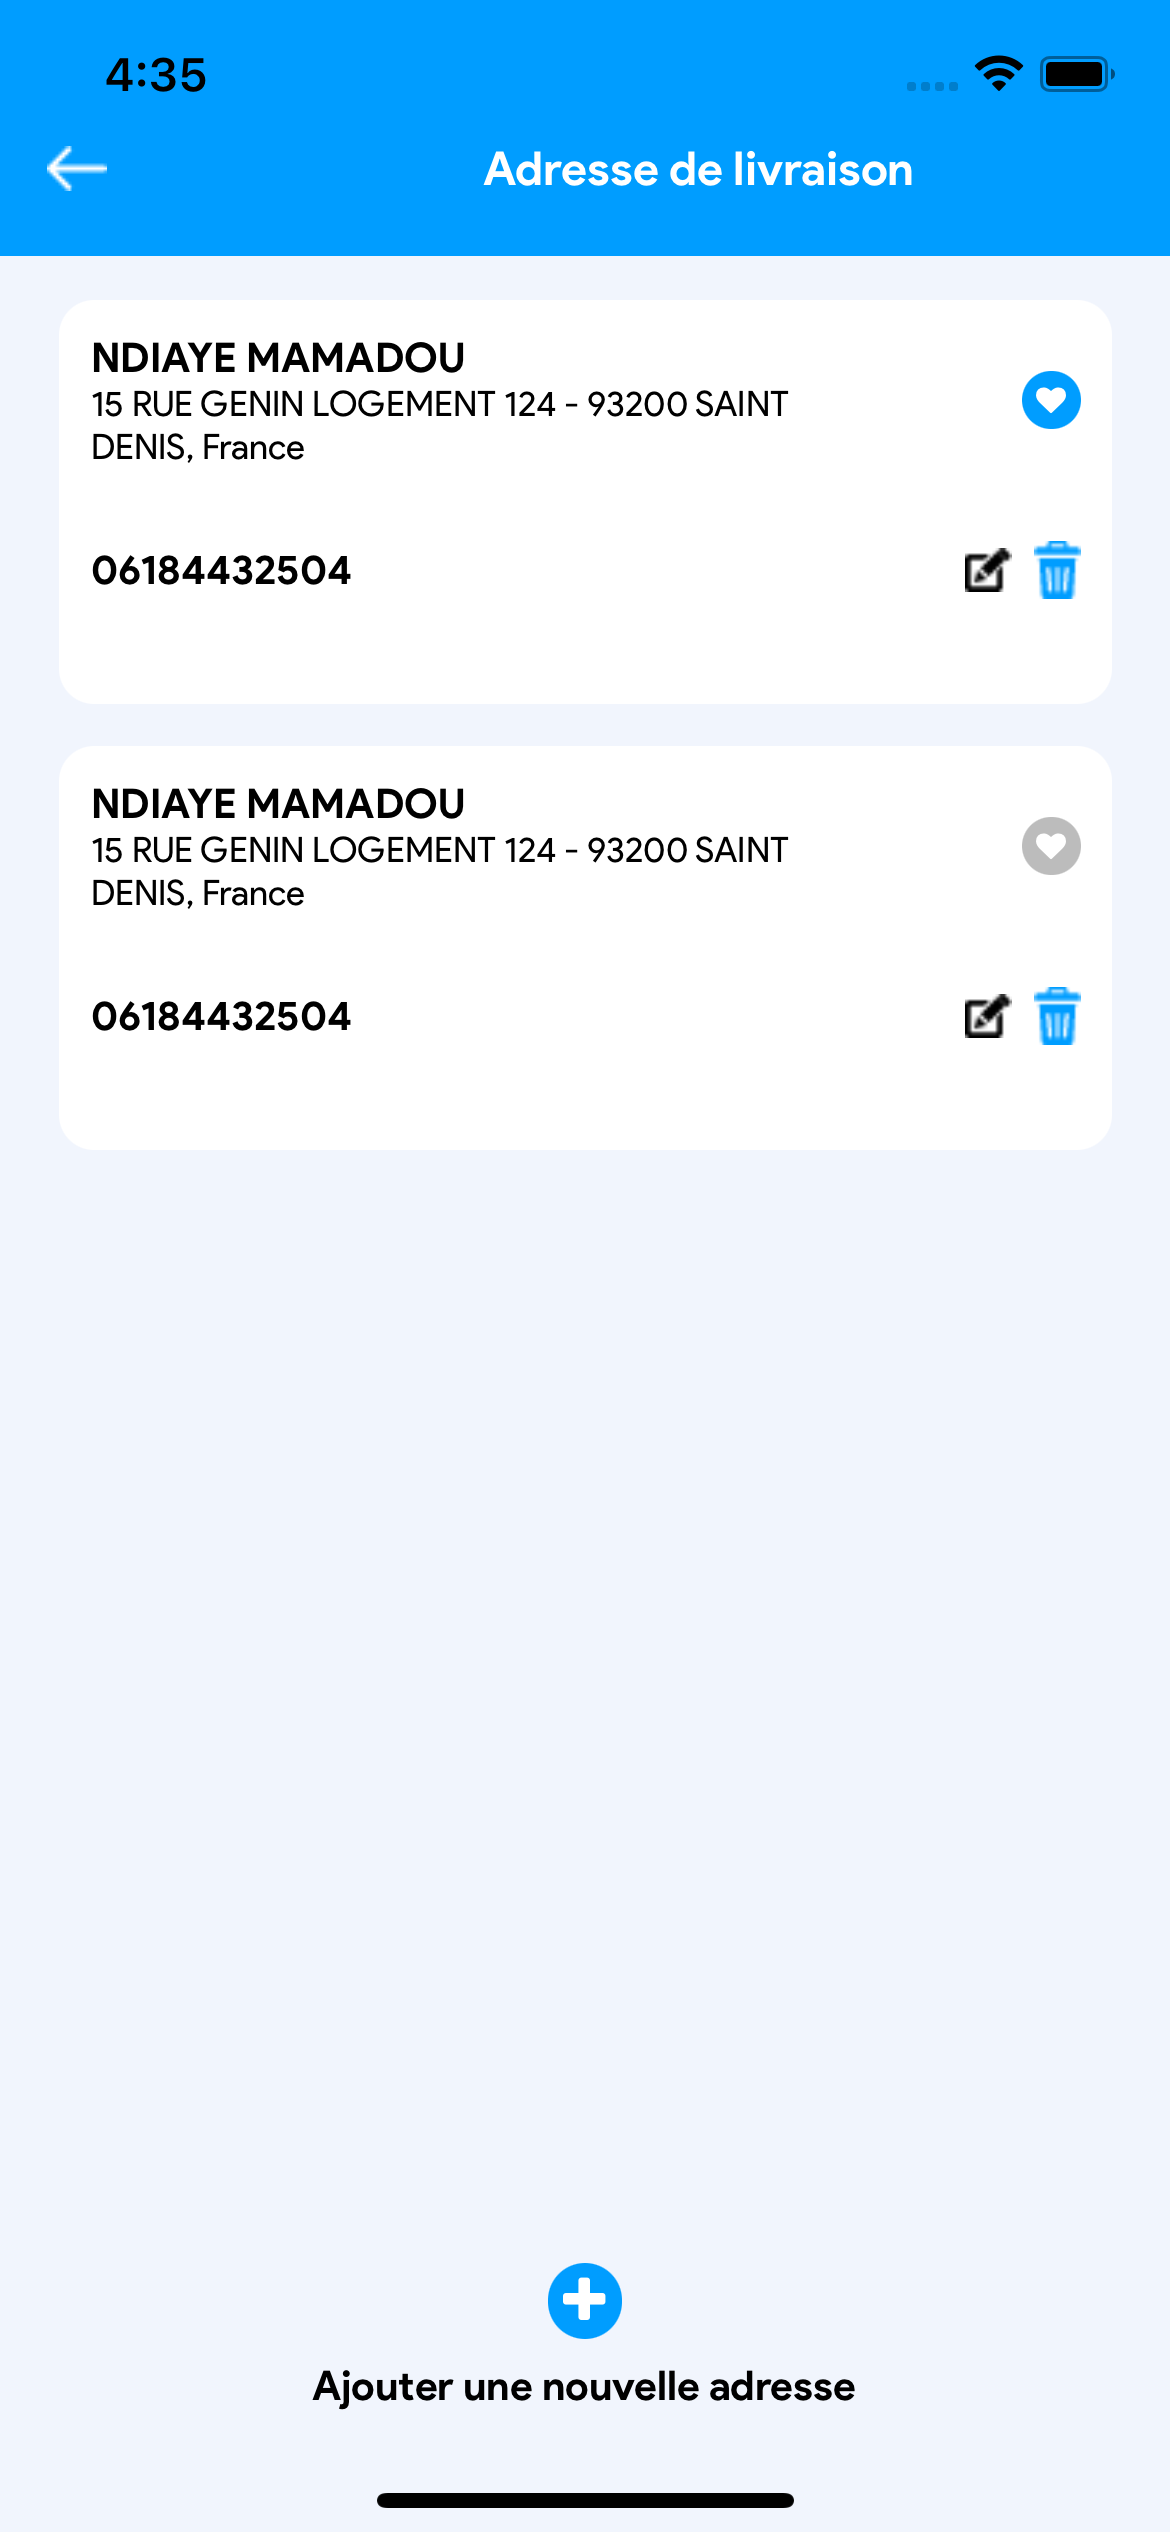 4:35
Adresse de livraison
NDIAYE MAMADOU
15 RUE GENIN LOGEMENT 124 - 93200 SAINT
DENIS, France
06184432504
NDIAYE MAMADOU
15 RUE GENIN LOGEMENT 124 - 93200 SAINT
DENIS, France
06184432504
Ajouter une nouvelle adresse